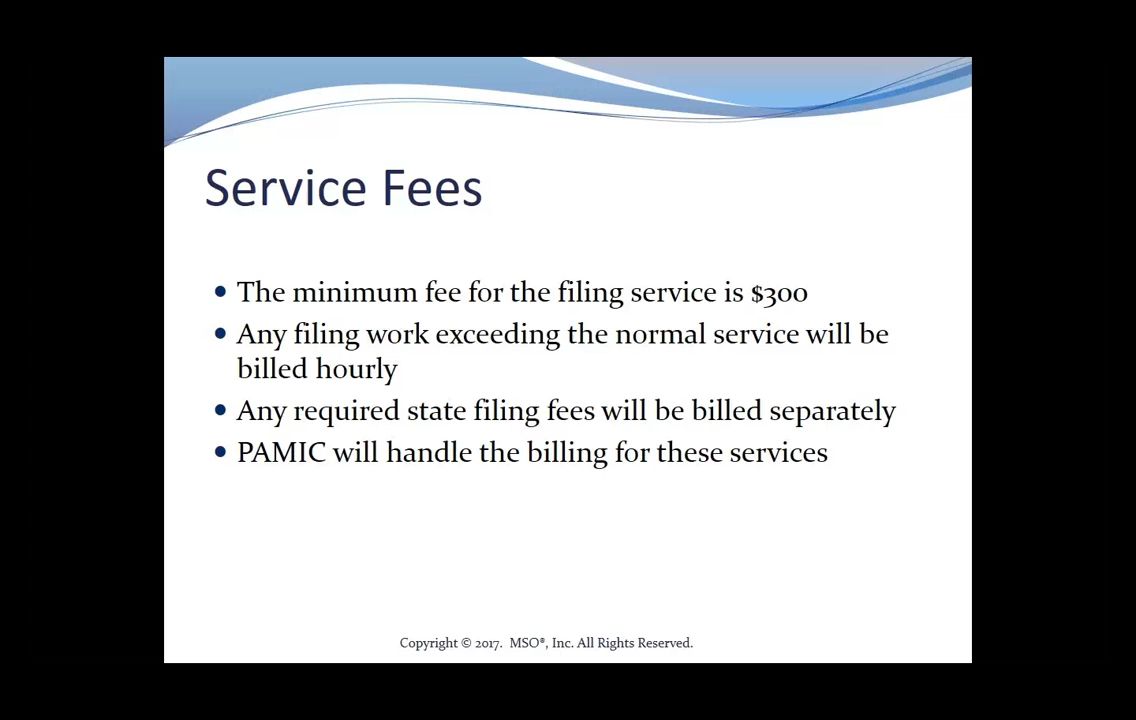 Service Fees
• The minimum fee for the filing service is $300
• Any filing work exceeding the normal service will be
billed hourly
• Any required state filing fees will be billed separately
• PAMIC will handle the billing for these services
Copyright © 2017. MSO®, Inc. All Rights Reserved.